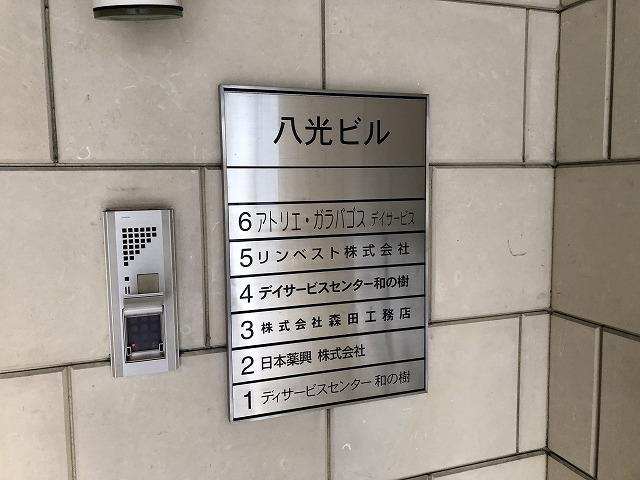 八光ビル
6 アトリエ・ガラパゴス デイサービス
5 リンベスト株式会社
4 デイサービスセンター和の樹
3 株式会社森田工務店
2 日本薬興 株式会社
1 ディサービスセンター 和の樹